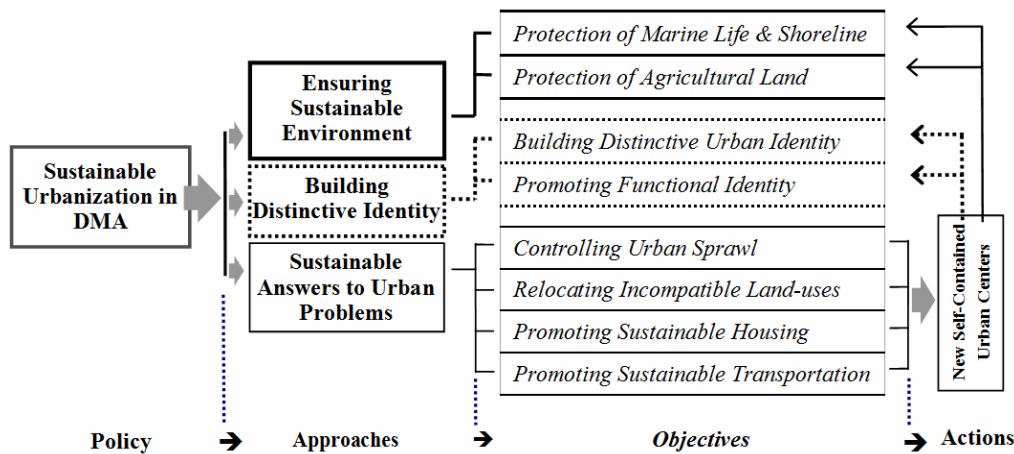 Sustainable
Urbanization in
DMA
Ensuring
Sustainable
Environment
Building
Distinctive Identity
Sustainable
Answers to Urban
Problems
Protection of Marine Life & Shoreline
Protection of Agricultural Land
Building Distinctive Urban Identity
Promoting Functional Identity
Controlling Urban Sprawl
Relocating Incompatible Land-uses
Promoting Sustainable Housing
Promoting Sustainable Transportation
New Self-Contained
Urban Centers
Policy ➔ Approaches ➔ Objectives ➔ Actions